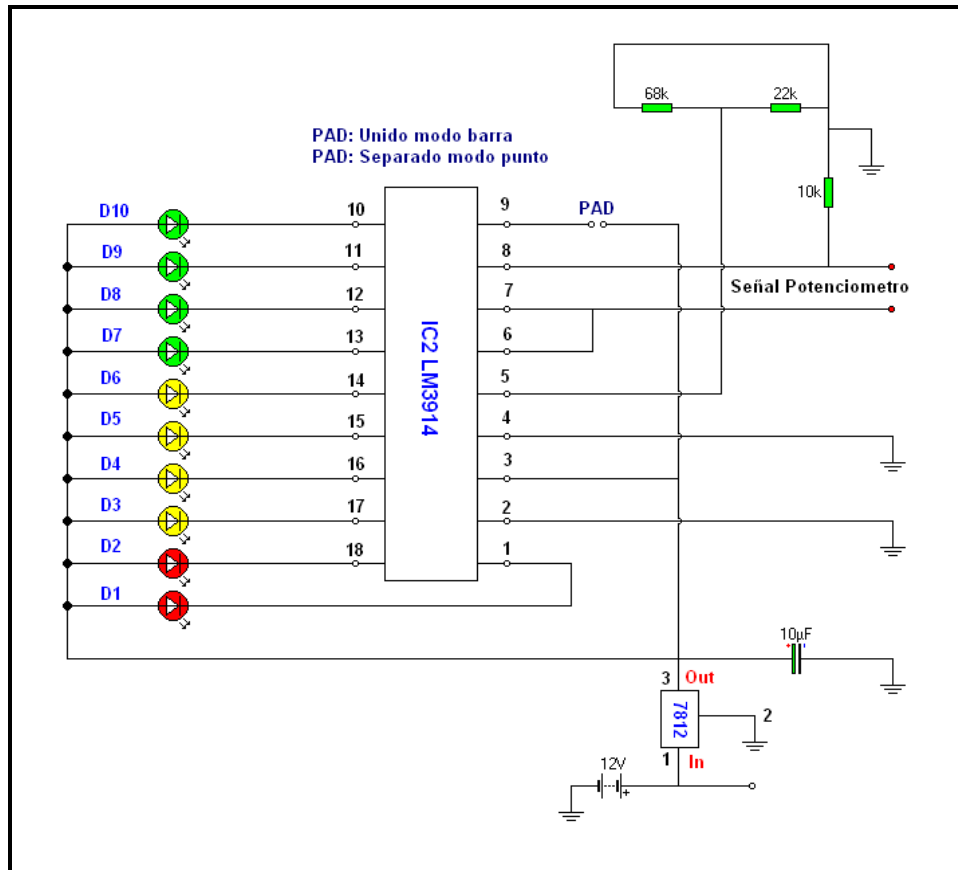 68k 22k
PAD: Unido modo barra
PAD: Separado modo punto
10k
D10 10 9 PAD
D9 11 8
Señal Potenciometro
D8 12 7
D7 13 6
IC2 LM3914
D6 14 5
D5 15 4
D4 16 3
D3 17 2
D2 18 1
D1
10µF
+ -
3 Out
7812
2
1 In
12V
+